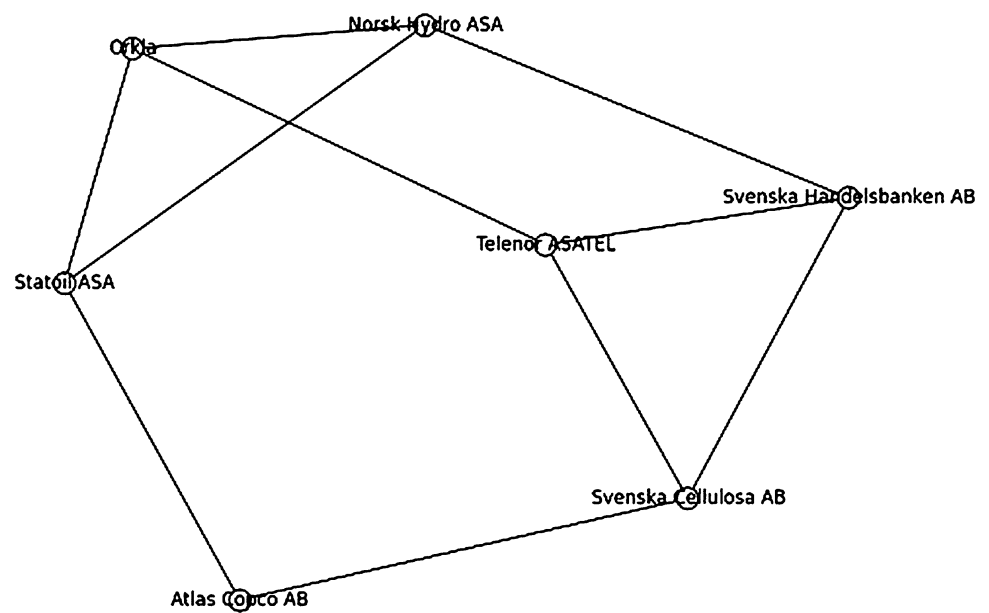 Norsk Hydro ASA
Orkla
Svenska Handelsbanken AB
Telenor ASATEL
Statoil ASA
Svenska Cellulosa AB
Atlas Copco AB